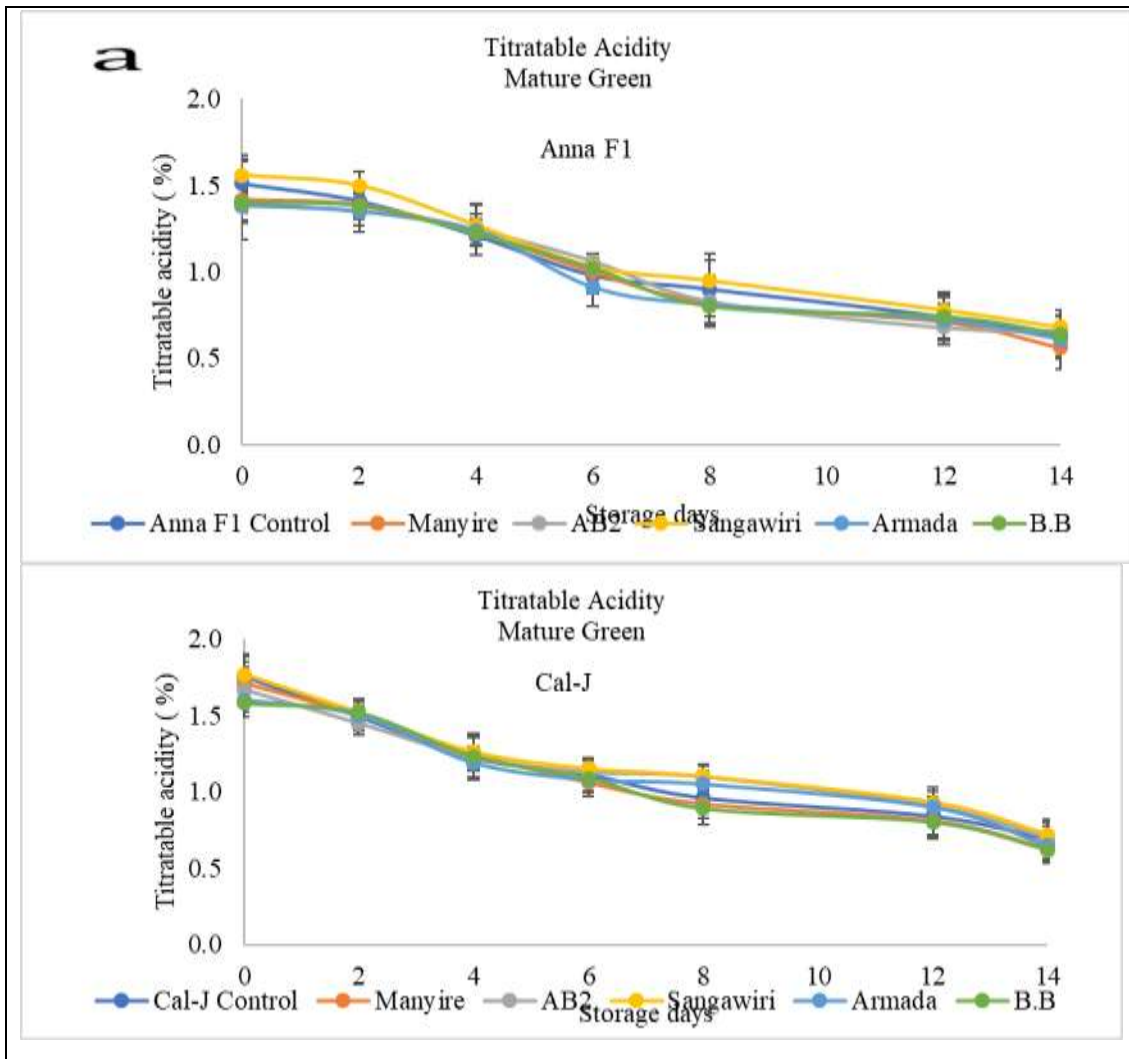 a
Titratable Acidity
Mature Green
Anna F1
Titratable acidity ( %)
2.0
1.5
1.0
0.5
0.0
0 2 4 6 8 10 12 14
Storage days
Anna F1 Control Manyire AB2 Sangawiri Armada B.B
Titratable Acidity
Mature Green
Cal-J
Titratable acidity ( %)
2.0
1.5
1.0
0.5
0.0
0 2 4 6 8 10 12 14
Cal-J Control Manyire AB2 Sangawiri Armada B.B
Storage days